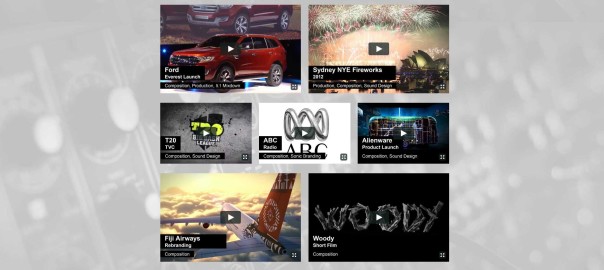 Ford
Everest Launch
Composition, Production, 5.1 Mixdown
Sydney NYE Fireworks
2012
Production, Composition, Sound Design
T20
LEAGUE
T20
TVC
Composition, Sound Design
ABC
ABC
Radio
Composition, Sonic Branding
Alienware
Product Launch
Composition, Sound Design
Fiji Airways
Rebranding
Composition
WOODY
Woody
Short Film
Composition